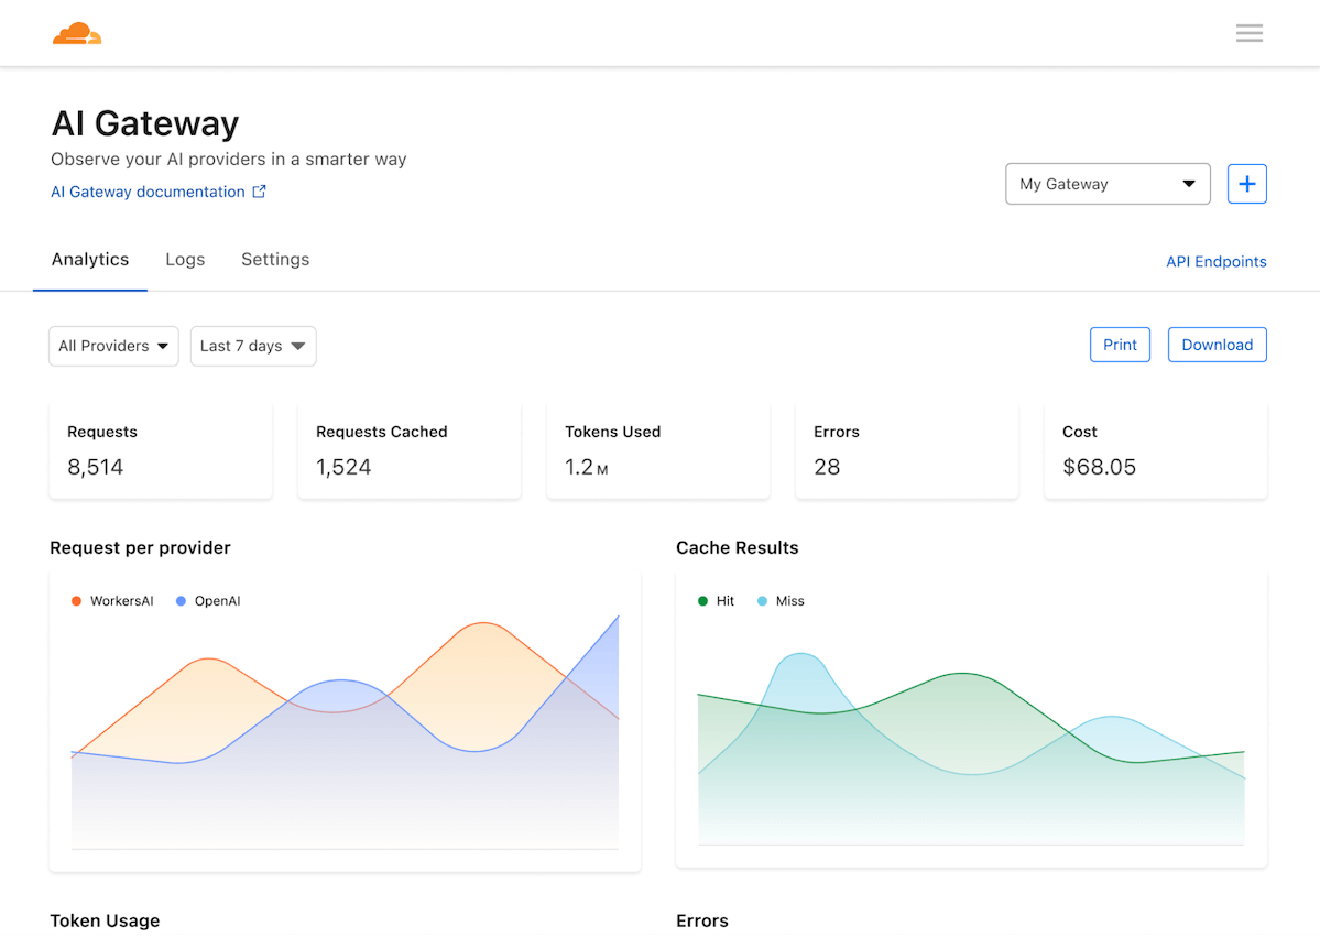 AI Gateway
Observe your AI providers in a smarter way
AI Gateway documentation
My Gateway
Analytics
Logs
Settings
API Endpoints
All Providers
Last 7 days
Print
Download
Requests
8,514
Requests Cached
1,524
Tokens Used
1.2 M
Errors
28
Cost
$68.05
Request per provider
WorkersAI
OpenAI
Cache Results
Hit
Miss
Token Usage
Errors